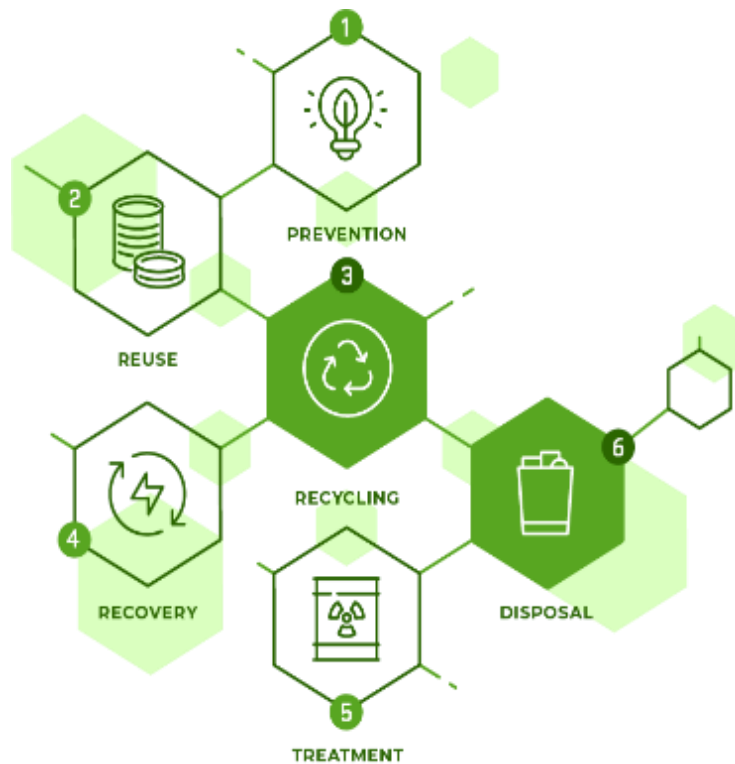 1
PREVENTION
2
REUSE
3
RECYCLING
4
RECOVERY
5
TREATMENT
6
DISPOSAL